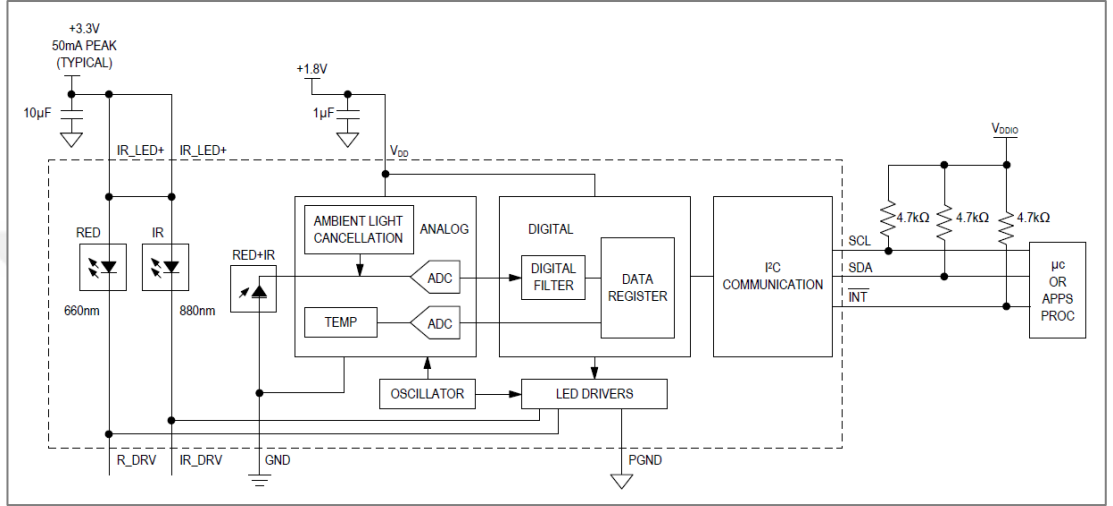 +3.3V
50mA PEAK
(TYPICAL)
10µF
+1.8V
1µF
VDDIO
IR_LED+
IR_LED+
VDD
4.7kΩ
4.7kΩ
4.7kΩ
RED
IR
660nm
880nm
RED+IR
AMBIENT LIGHT
CANCELLATION
ANALOG
ADC
TEMP
ADC
DIGITAL
DIGITAL
FILTER
DATA
REGISTER
I²C
COMMUNICATION
SCL
SDA
INT
µc
OR
APPS
PROC
OSCILLATOR
LED DRIVERS
R_DRV
IR_DRV
GND
PGND